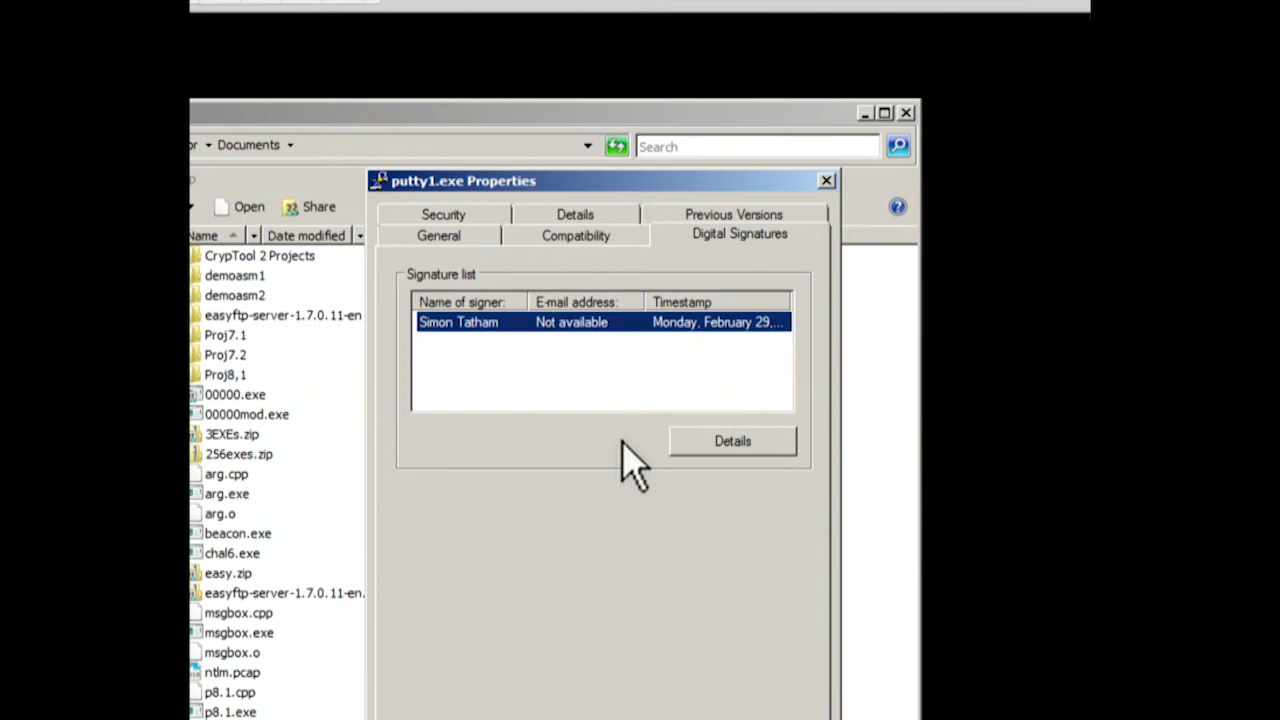 or ▾ Documents ▾
Search
putty1.exe Properties
Open
Share
Security
Details
Previous Versions
General
Compatibility
Digital Signatures
Name
Date modified
Signature list
Name of signer:
E-mail address:
Timestamp
Simon Tatham
Not available
Monday, February 29,...
Details
CrypTool 2 Projects
demoasm1
demoasm2
easyftp-server-1.7.0.11-en
Proj7.1
Proj7.2
Proj8,1
00000.exe
00000mod.exe
3EXEs.zip
256exes.zip
arg.cpp
arg.exe
arg.o
beacon.exe
chal6.exe
easy.zip
easyftp-server-1.7.0.11-en.
msgbox.cpp
msgbox.exe
msgbox.o
ntlm.pcap
p8.1.cpp
p8.1.exe